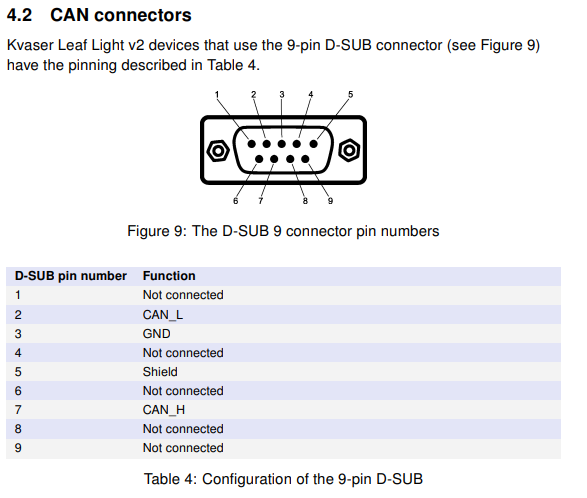 4.2 CAN connectors
Kvaser Leaf Light v2 devices that use the 9-pin D-SUB connector (see Figure 9)
have the pinning described in Table 4.
1 2 3 4 5
6 7 8 9
Figure 9: The D-SUB 9 connector pin numbers
D-SUB pin number Function
1 Not connected
2 CAN_L
3 GND
4 Not connected
5 Shield
6 Not connected
7 CAN_H
8 Not connected
9 Not connected
Table 4: Configuration of the 9-pin D-SUB